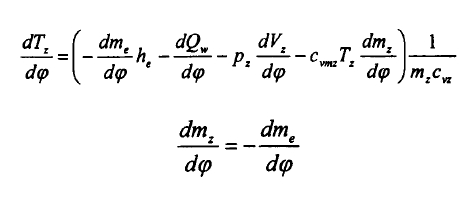 dT_z/dφ = ( − dm_e/dφ h_e − dQ_w/dφ − p_z dV_z/dφ − c_vmz T_z dm_z/dφ ) 1/(m_z c_vz)
dm_z/dφ = − dm_e/dφ